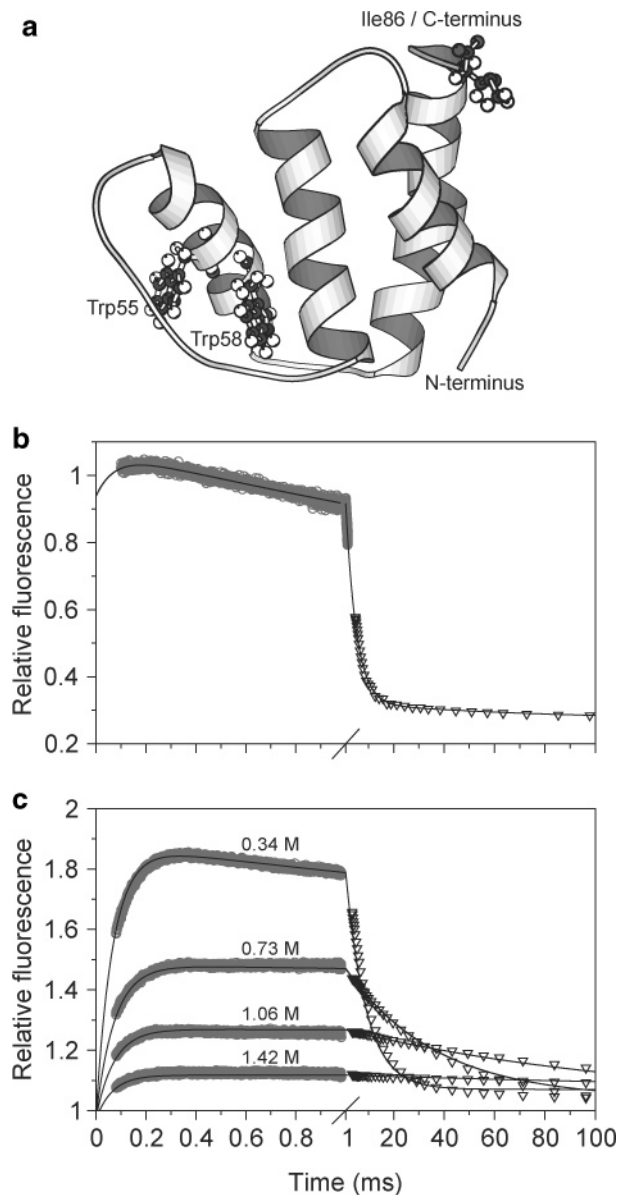 a
Ile86 / C-terminus
Trp55
Trp58
N-terminus
b
Relative fluorescence
1
0.8
0.6
0.4
0.2
c
Relative fluorescence
2
1.8
1.6
1.4
1.2
1
0.34 M
0.73 M
1.06 M
1.42 M
0 0.2 0.4 0.6 0.8 1 20 40 60 80 100
Time (ms)